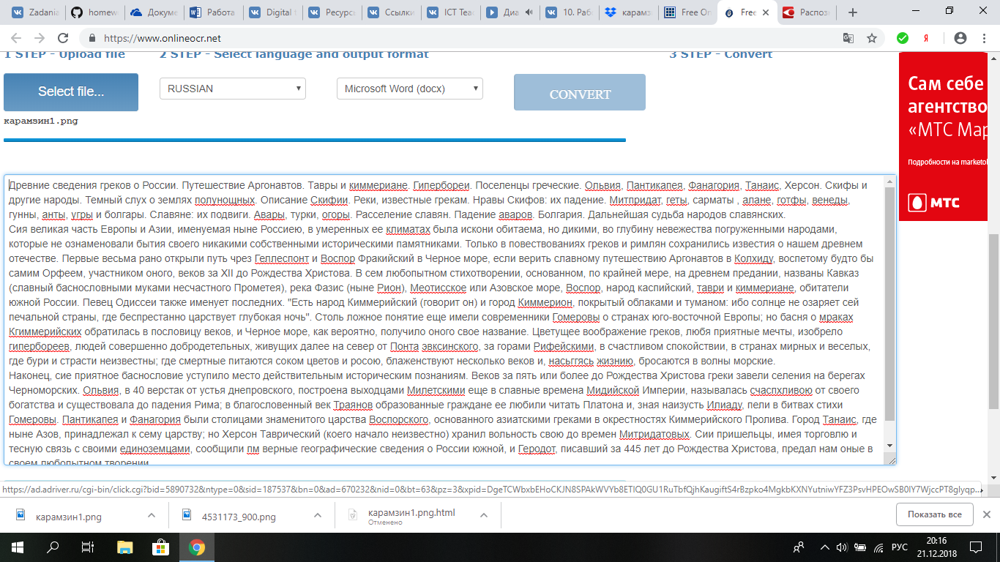 Zadania
homew
Докуме
Работа
Digital
Ресурсы
Ссылки
ICT Tea
Диа
10. Раб
карамз
Free On
Free
Распоз
https://www.onlineocr.net
1 STEP - Upload file
2 STEP - Select language and output format
3 STEP - Convert
Select file...
RUSSIAN
Microsoft Word (docx)
CONVERT
карамзин1.png
Древние сведения греков о России. Путешествие Аргонавтов. Тавры и киммериане. Гипербореи. Поселенцы греческие. Ольвия, Пантикапея, Фанагория, Танаис, Херсон. Скифы и
другие народы. Темный слух о землях полунощных. Описание Скифии. Реки, известные грекам. Нравы Скифов: их падение. Митпридат, геты, сарматы , алане, готфы, венеды,
гунны, анты, угры и болгары. Славяне: их подвиги. Авары, турки, огоры. Расселение славян. Падение аваров. Болгария. Дальнейшая судьба народов славянских.
Сия великая часть Европы и Азии, именуемая ныне Россиею, в умеренных ее климатах была искони обитаема, но дикими, во глубину невежества погруженными народами,
которые не ознаменовали бытия своего никакими собственными историческими памятниками. Только в повествованиях греков и римлян сохранились известия о нашем древнем
отечестве. Первые весьма рано открыли путь чрез Геллеспонт и Воспор Фракийский в Черное море, если верить славному путешествию Аргонавтов в Колхиду, воспетому будто бы
самим Орфеем, участником оного, веков за XII до Рождества Христова. В сем любопытном стихотворении, основанном, по крайней мере, на древнем предании, названы Кавказ
(славный баснословными муками несчастного Прометея), река Фазис (ныне Рион), Меотисское или Азовское море, Воспор, народ каспийский, таври и киммериане, обитатели
южной России. Певец Одиссеи также именует последних. "Есть народ Киммерийский (говорит он) и город Киммерион, покрытый облаками и туманом: ибо солнце не озаряет сей
печальной страны, где беспрестанно царствует глубокая ночь". Столь ложное понятие еще имели современники Гомеровы о странах юго-восточной Европы; но басня о мраках
Кгиммерийских обратилась в пословицу веков, и Черное море, как вероятно, получило оного свое название. Цветущее воображение греков, любя приятные мечты, изобрело
гипербореев, людей совершенно добродетельных, живущих далее на север от Понта эвксинского, за горами Рифейскими, в счастливом спокойствии, в странах мирных и веселых,
где бури и страсти неизвестны; где смертные питаются соком цветов и росою, блаженствуют несколько веков и, насьггясь жизнию, бросаются в волны морские.
Наконец, сие приятное баснословие уступило место действительным историческим познаниям. Веков за пять или более до Рождества Христова греки завели селения на берегах
Черноморских. Ольвия, в 40 верстак от устья днепровского, построена выходцами Милетскими еще в славные времена Мидийской Империи, называлась счаспхливою от своего
богатства и существовала до падения Рима; в благословенный век Траянов образованные граждане ее любили читать Платона и, зная наизусть Илиаду, пели в битвах стихи
Гомеровы. Пантикапея и Фанагория были столицами знаменитого царства Воспорского, основанного азиатскими греками в окрестностях Киммерийского Пролива. Город Танаис, где
ныне Азов, принадлежал к сему царству; но Херсон Таврический (коего начало неизвестно) хранил вольность свою до времен Митридатовых. Сии пришельцы, имея торговлю и
тесную связь с своими единоземцами, сообщили пм верные географические сведения о России южной, и Геродот, писавший за 445 лет до Рождества Христова, предал нам оные в
своем любопытном творении.
Сам себе
агентство
«МТС Мар
Подробности на marketol
МТС
https://ad.adriver.ru/cgi-bin/click.cgi?bid=5890732&ntype=0&sid=187537&bn=0&ad=670232&nid=0&bt=63&pz=3&xpid=DgeTCWbxbEHoCKJN8SPAkWVYb8ETlQ0GU1RuTbfQjhKaugiftS4rBzpko4MgkbKXNYutniwYFZ3PsvHPEOwSB0IY7WjccPT8glyqp...
карамзин1.png
4531173_900.png
карамзин1.png.html
Отменено
Показать все
РУС
20:16
21.12.2018